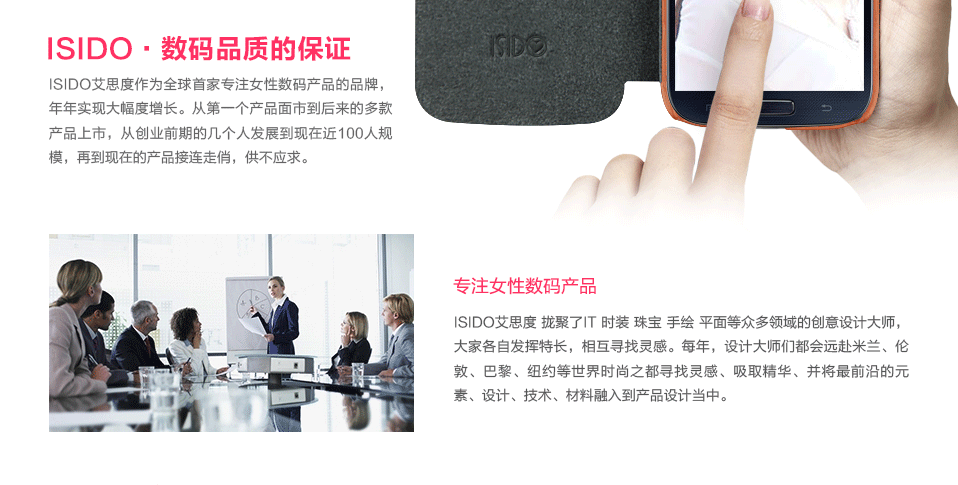 ISIDO · 数码品质的保证
ISIDO艾思度作为全球首家专注女性数码产品的品牌，
年年实现大幅度增长。从第一个产品面市到后来的多款
产品上市，从创业前期的几个人发展到现在近100人规
模，再到现在的产品接连走俏，供不应求。
ISIDO
专注女性数码产品
ISIDO艾思度 拢聚了IT 时装 珠宝 手绘 平面等众多领域的创意设计大师，
大家各自发挥特长，相互寻找灵感。每年，设计大师们都会远赴米兰、伦
敦、巴黎、纽约等世界时尚之都寻找灵感、吸取精华、并将最前沿的元
素、设计、技术、材料融入到产品设计当中。